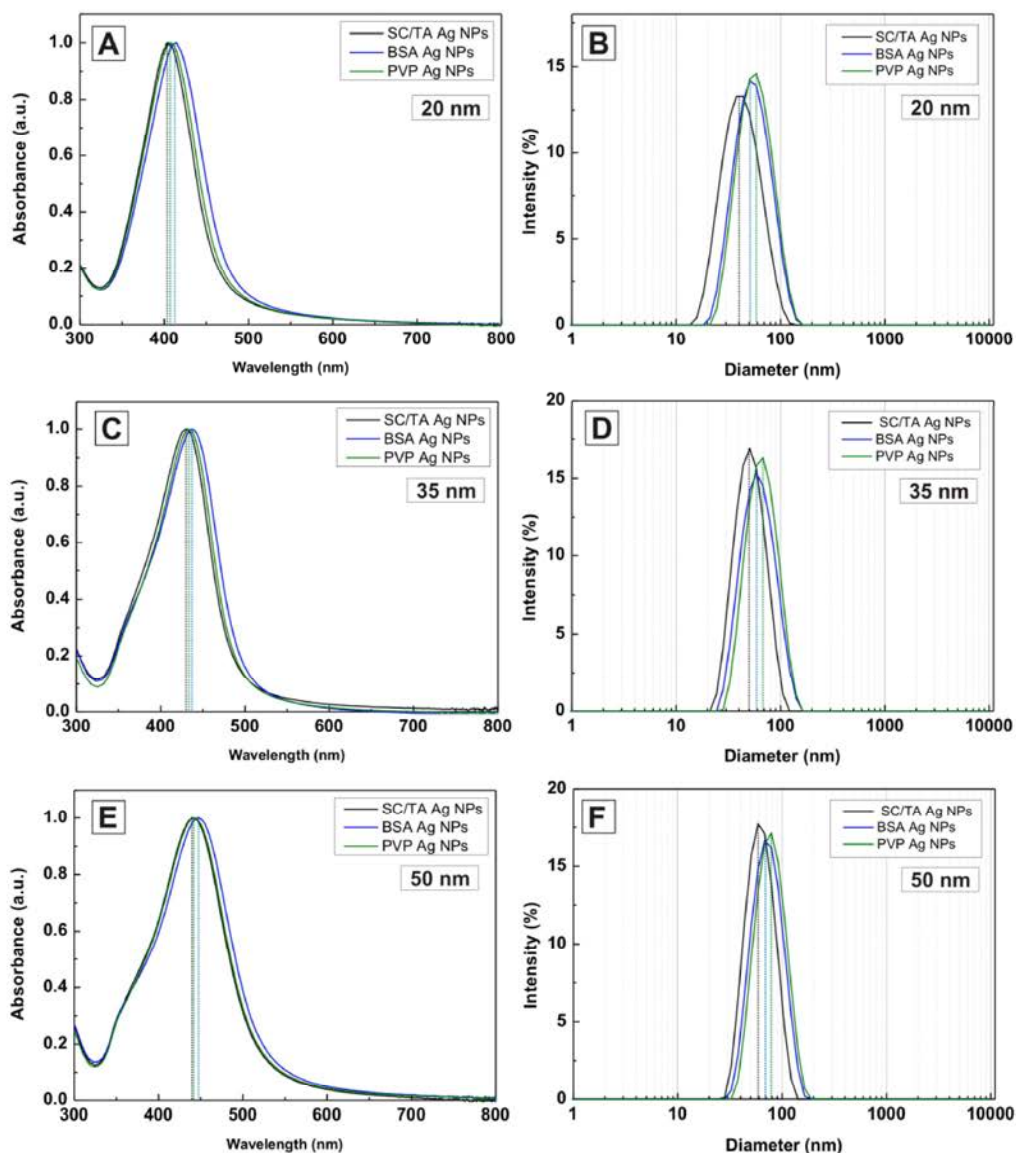 A
SC/TA Ag NPs
BSA Ag NPs
PVP Ag NPs
20 nm
Absorbance (a.u.)
1.0
0.8
0.6
0.4
0.2
0.0
300 400 500 600 700 800
Wavelength (nm)
B
SC/TA Ag NPs
BSA Ag NPs
PVP Ag NPs
20 nm
Intensity (%)
15
10
5
0
1 10 100 1000 10000
Diameter (nm)
C
SC/TA Ag NPs
BSA Ag NPs
PVP Ag NPs
35 nm
Absorbance (a.u.)
1.0
0.8
0.6
0.4
0.2
0.0
300 400 500 600 700 800
Wavelength (nm)
D
SC/TA Ag NPs
BSA Ag NPs
PVP Ag NPs
35 nm
Intensity (%)
20
15
10
5
0
1 10 100 1000 10000
Diameter (nm)
E
SC/TA Ag NPs
BSA Ag NPs
PVP Ag NPs
50 nm
Absorbance (a.u.)
1.0
0.8
0.6
0.4
0.2
0.0
300 400 500 600 700 800
Wavelength (nm)
F
SC/TA Ag NPs
BSA Ag NPs
PVP Ag NPs
50 nm
Intensity (%)
20
15
10
5
0
1 10 100 1000 10000
Diameter (nm)